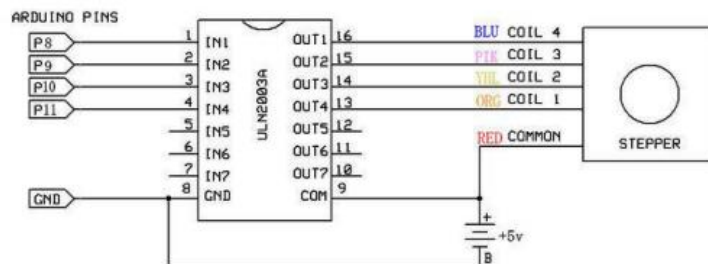 ARDUINO PINS
P8 1 IN1 OUT1 16 BLU COIL 4
P9 2 IN2 OUT2 15 PIK COIL 3
P10 3 IN3 OUT3 14 YHL COIL 2
P11 4 IN4 OUT4 13 ORG COIL 1
5 IN5 OUT5 12
6 IN6 OUT6 11
7 IN7 OUT7 10
GND 8 GND COM 9
ULN2003A
RED COMMON
STEPPER
+
+5v
B